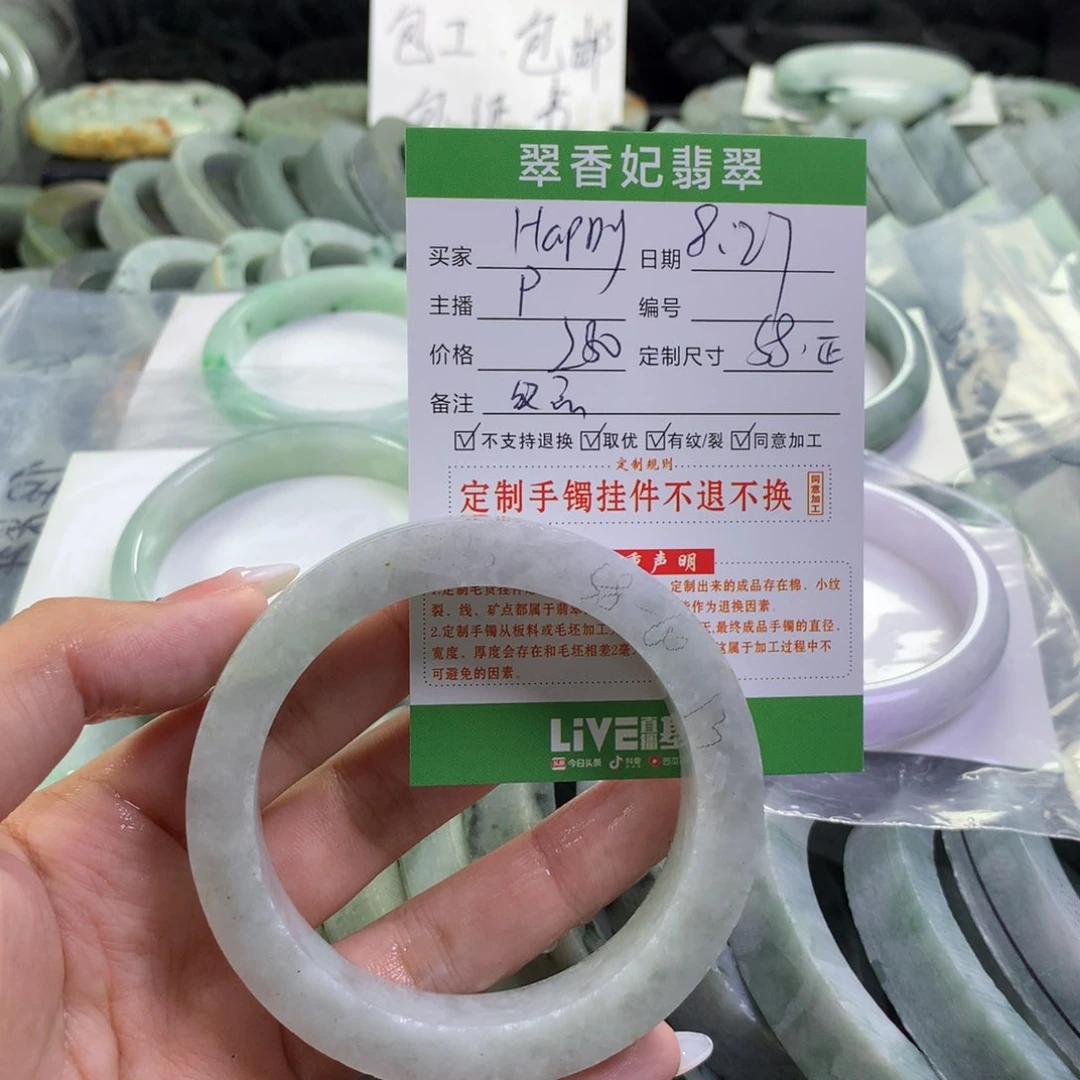 包工 包邮
翠香妃翡翠
买家 Happy 日期 8.27
主播 P 编号
价格 280 定制尺寸 58.正
备注
不支持退换 取优 有纹/裂 同意加工
定制规则
定制手镯挂件不退不换 同意加工
声明
定制出来的成品存在棉、小纹
裂、线、矿点都属于翡 作为退换因素
2.定制手镯从板料或毛坯加工 最终成品手镯的直径、
宽度、厚度会存在和毛坯相差2毫 属于加工过程中不
可避免的因素。
LiVE 直播
头条 今日头条 抖音